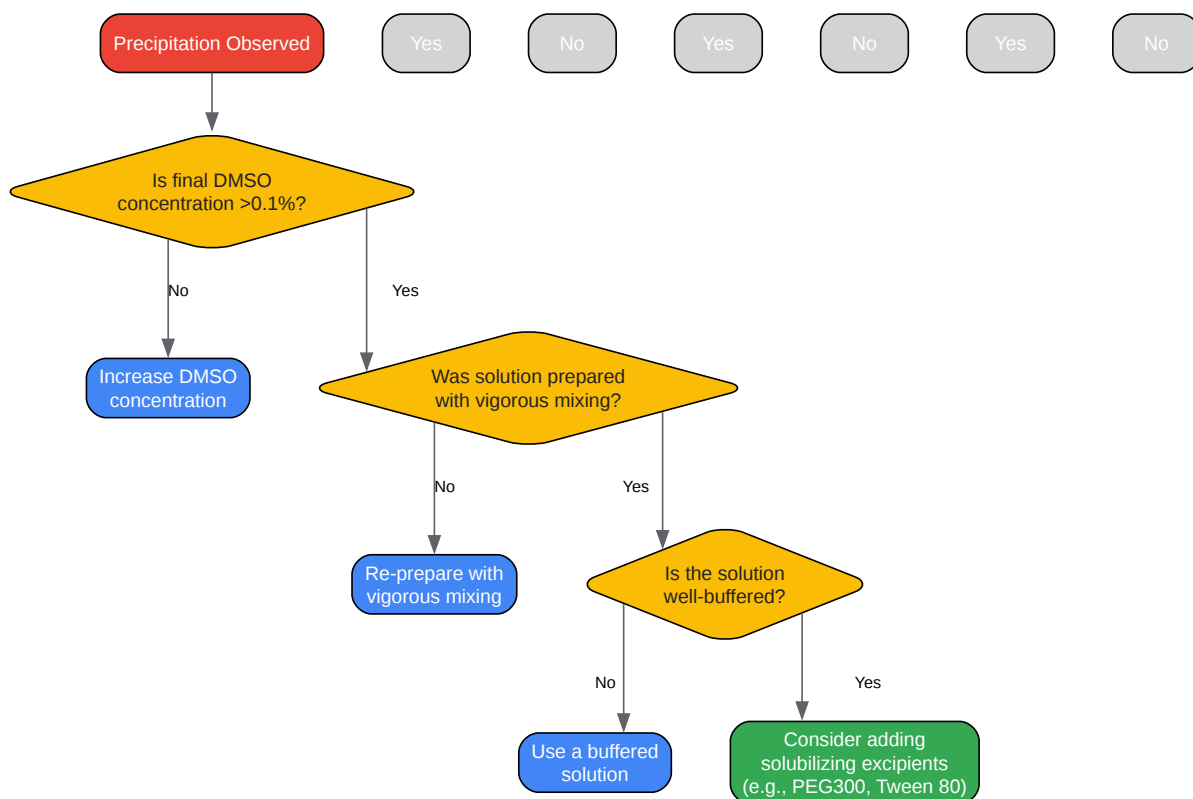 Precipitation Observed
Yes
No
Yes
No
Yes
No
Is final DMSO
concentration >0.1%?
No
Yes
Increase DMSO
concentration
Was solution prepared
with vigorous mixing?
No
Yes
Re-prepare with
vigorous mixing
Is the solution
well-buffered?
No
Yes
Use a buffered
solution
Consider adding
solubilizing excipients
(e.g., PEG300, Tween 80)